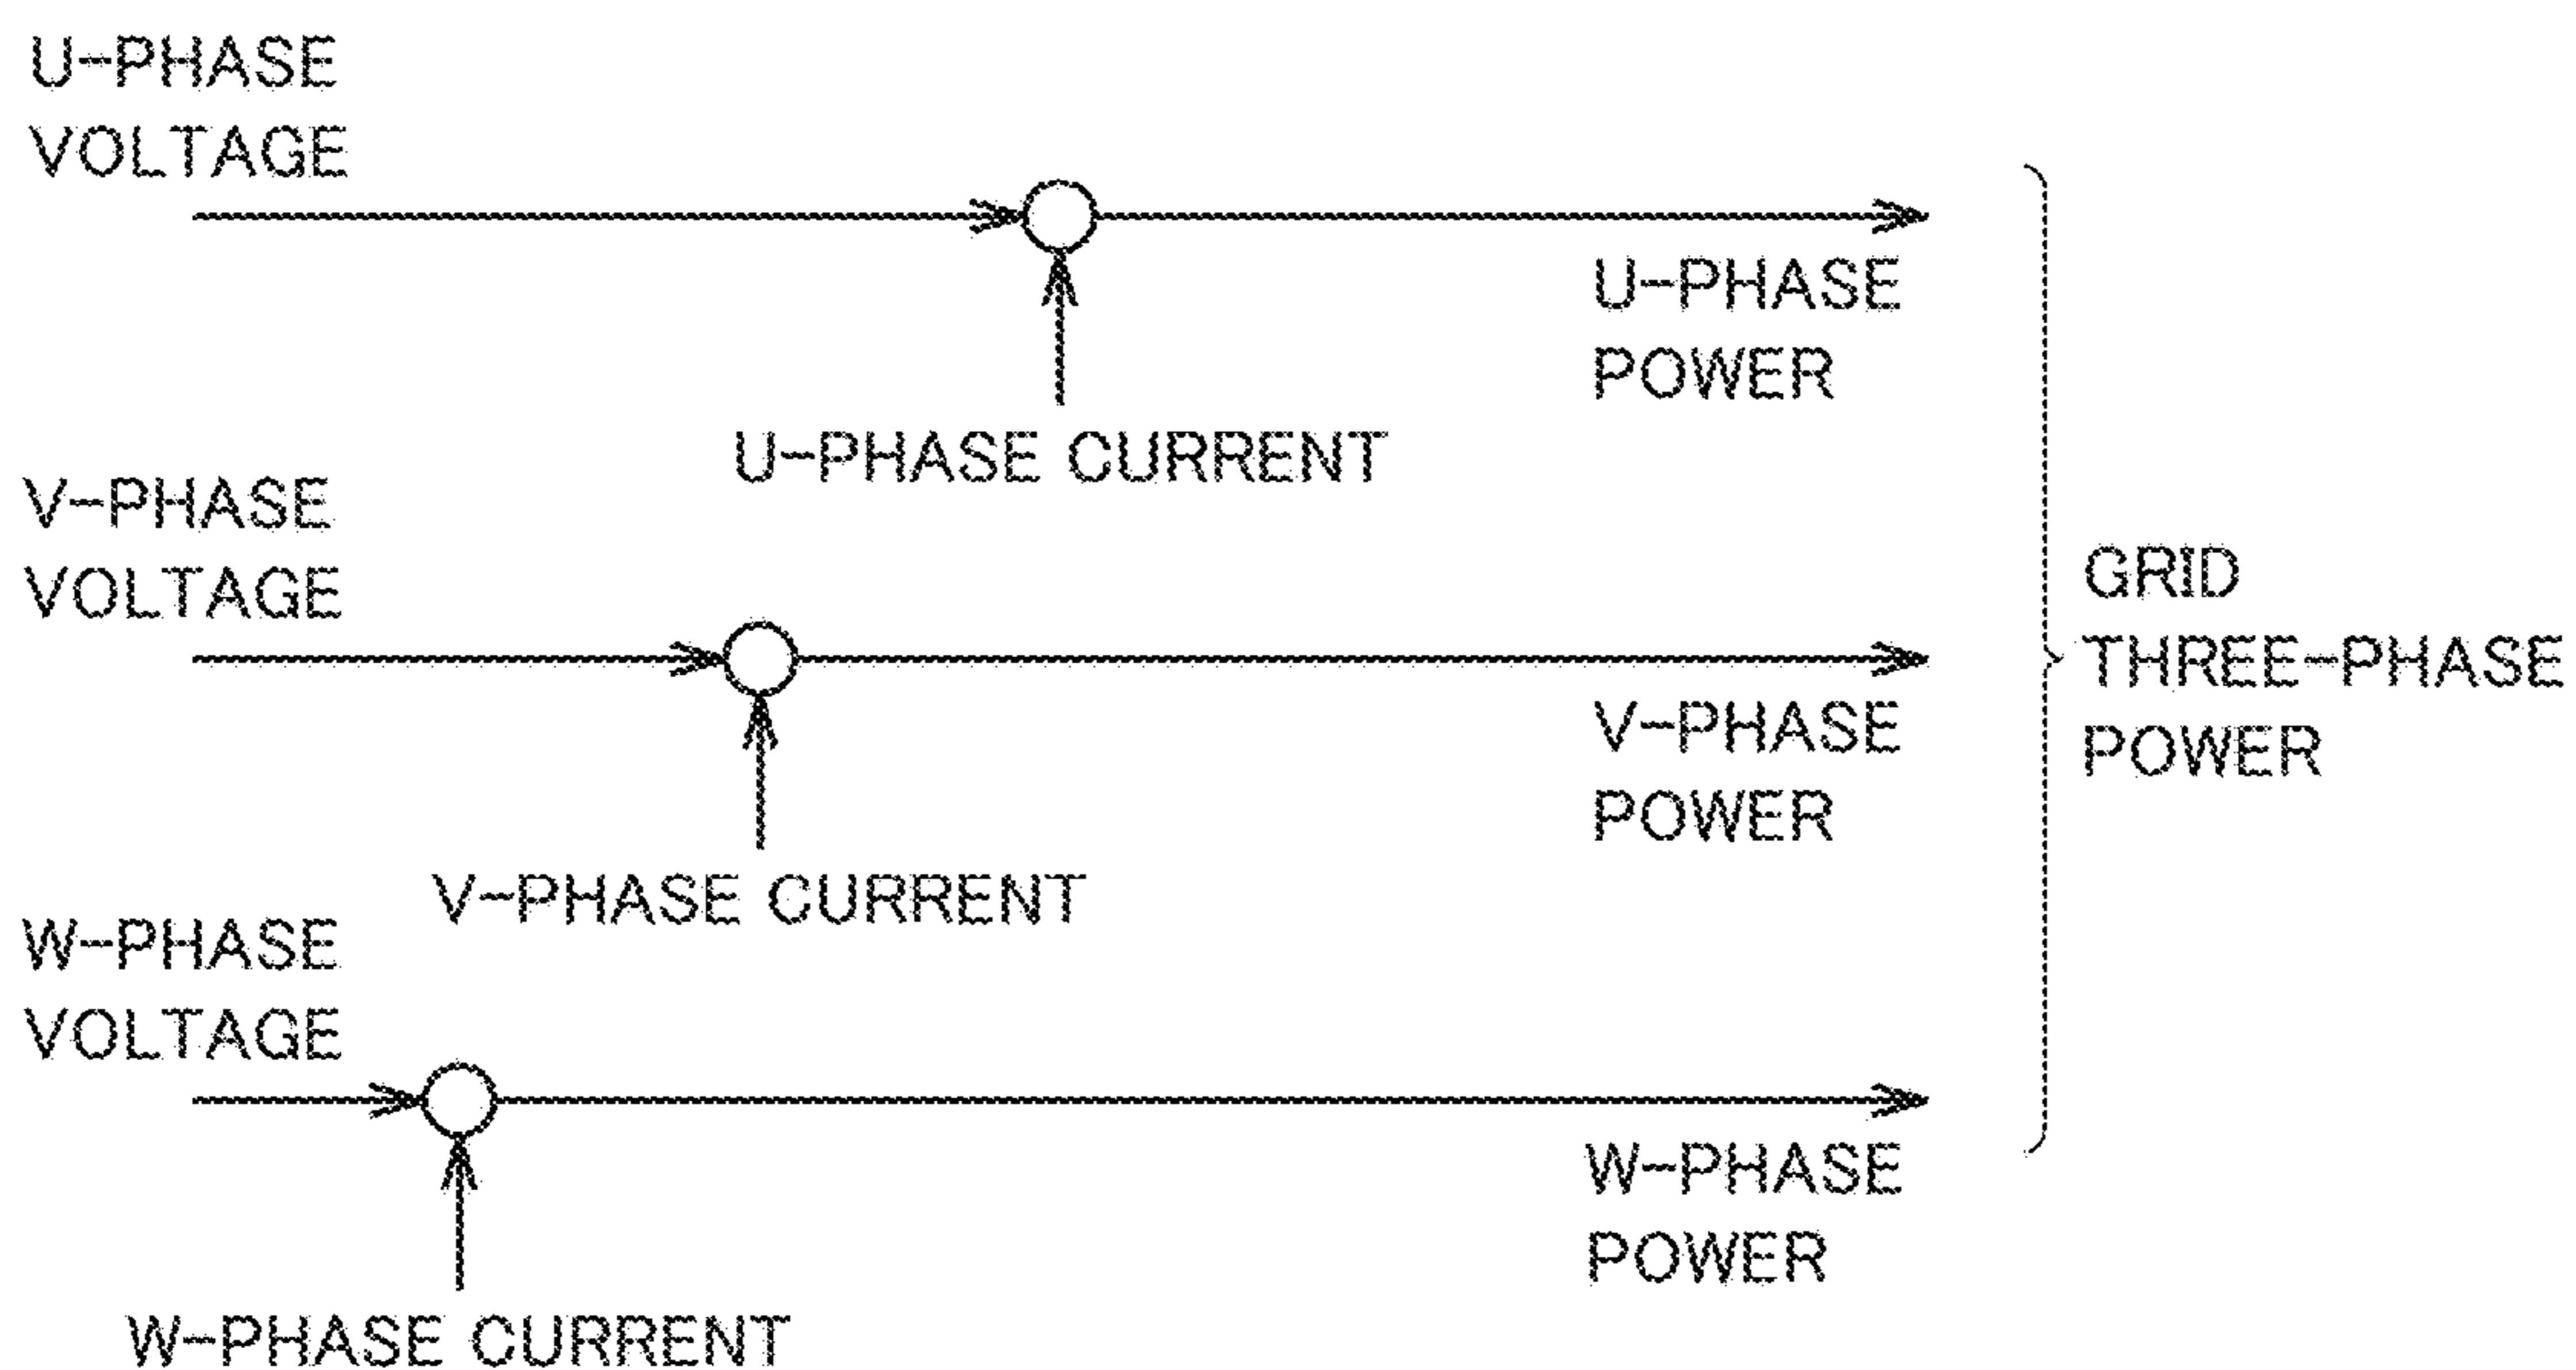 U-PHASE
VOLTAGE
U-PHASE
POWER
U-PHASE CURRENT
V-PHASE
VOLTAGE
GRID
THREE-PHASE
POWER
V-PHASE
POWER
V-PHASE CURRENT
W-PHASE
VOLTAGE
W-PHASE
POWER
W-PHASE CURRENT